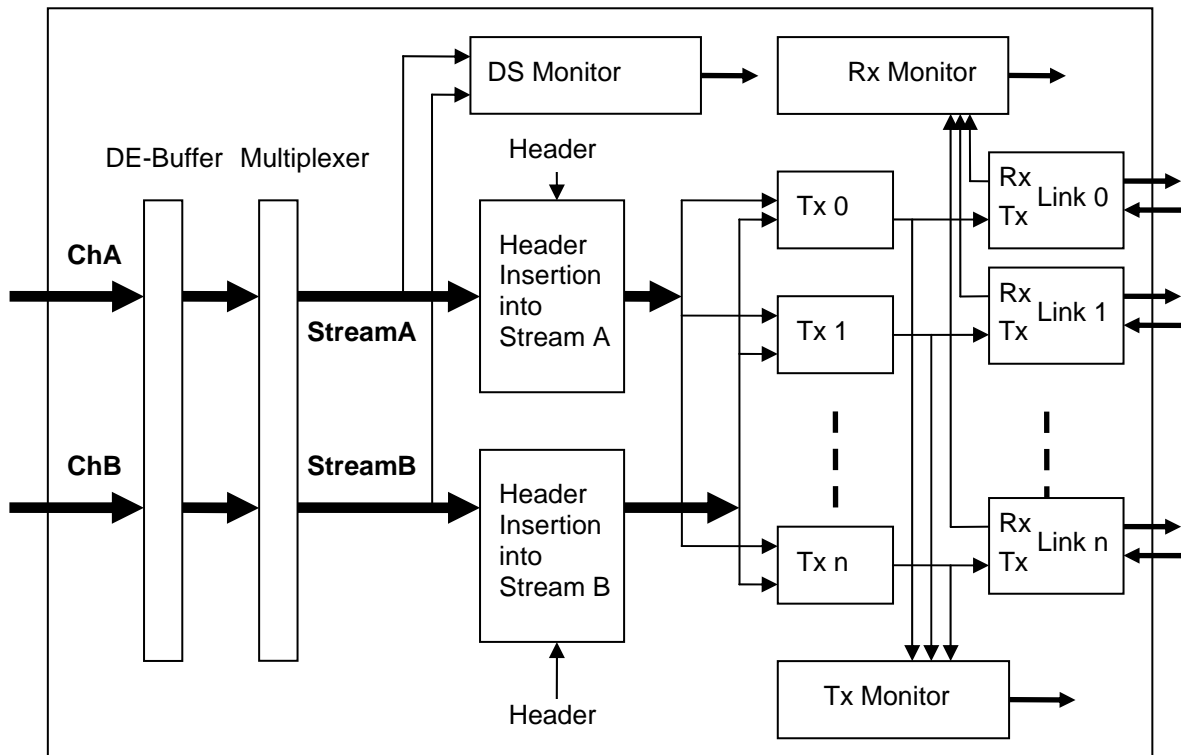 DS Monitor
Rx Monitor
DE-Buffer
Multiplexer
Header
ChA
StreamA
Header
Insertion
into
Stream A
Tx 0
Rx
Tx
Link 0
Tx 1
Rx
Tx
Link 1
ChB
StreamB
Header
Insertion
into
Stream B
Tx n
Rx
Tx
Link n
Tx Monitor
Header